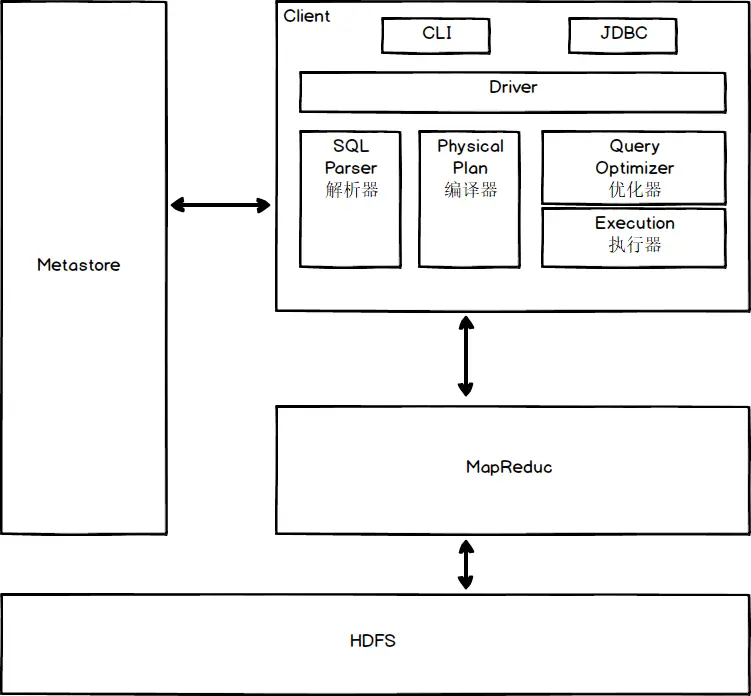 Client
CLI
JDBC
Driver
SQL
Parser
解析器
Physical
Plan
编译器
Query
Optimizer
优化器
Execution
执行器
Metastore
MapReduc
HDFS